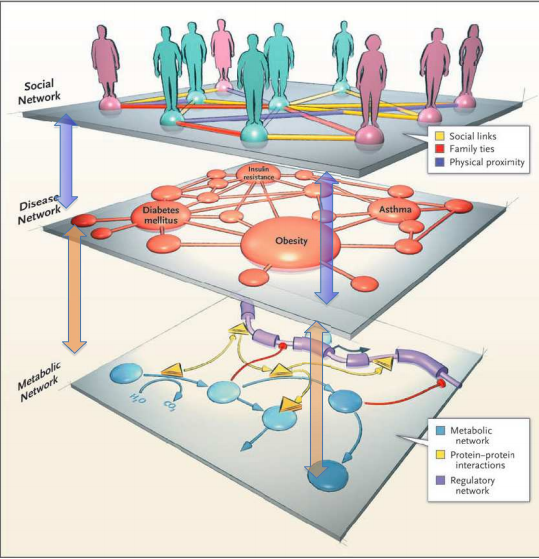 Social
Network
Social links
Family ties
Physical proximity
Insulin
resistance
Disease
Network
Diabetes
mellitus
Asthma
Obesity
Metabolic
Network
H₂O
CO₂
Metabolic
network
Protein–protein
interactions
Regulatory
network